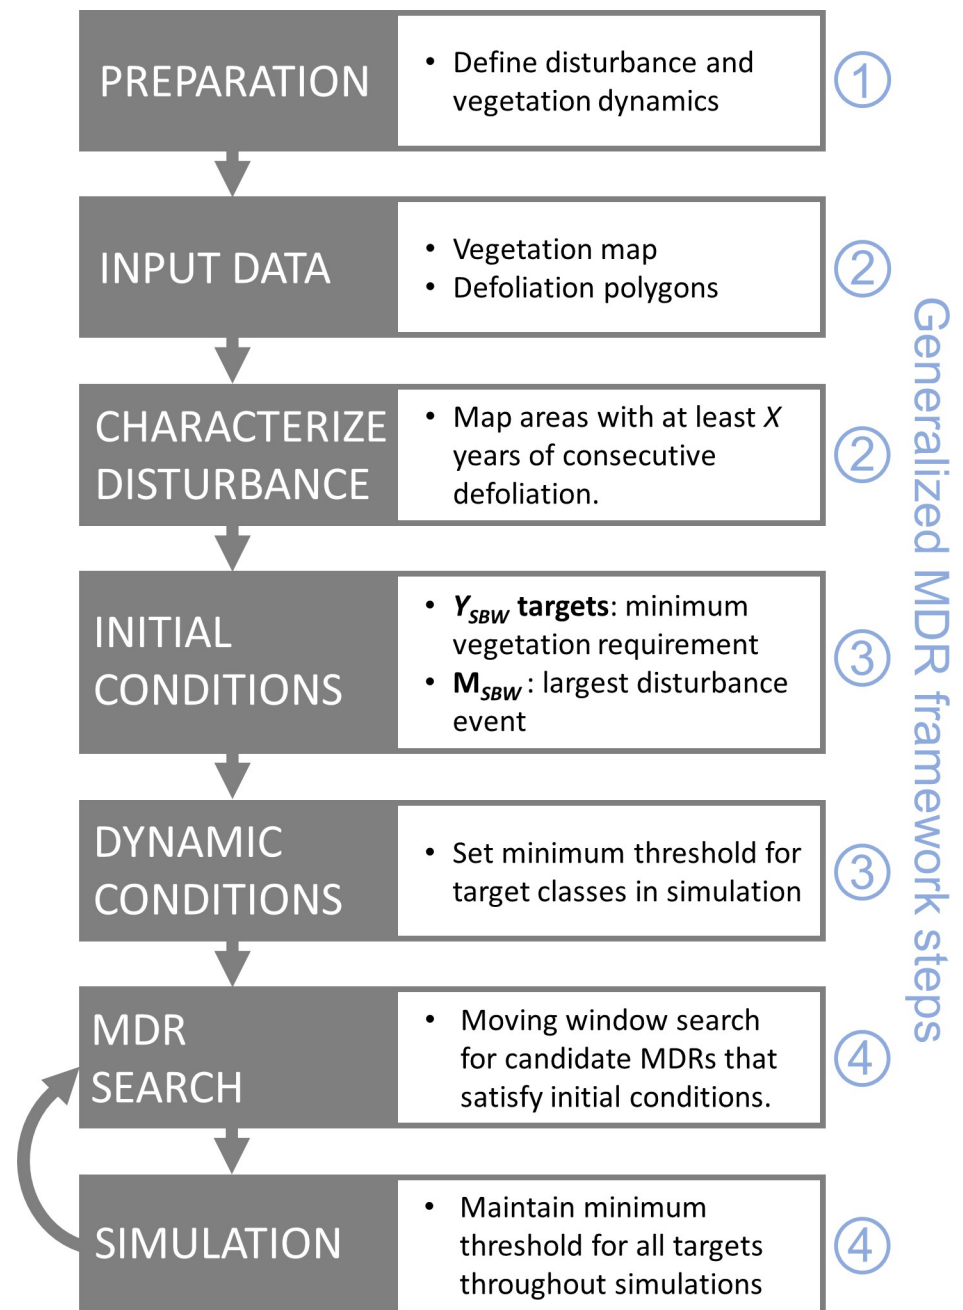 PREPARATION
• Define disturbance and
vegetation dynamics
①
INPUT DATA
• Vegetation map
• Defoliation polygons
②
CHARACTERIZE
DISTURBANCE
• Map areas with at least X
years of consecutive
defoliation.
②
INITIAL
CONDITIONS
• Y_SBW targets: minimum
vegetation requirement
• M_SBW : largest disturbance
event
③
DYNAMIC
CONDITIONS
• Set minimum threshold for
target classes in simulation
③
MDR
SEARCH
• Moving window search
for candidate MDRs that
satisfy initial conditions.
④
SIMULATION
• Maintain minimum
threshold for all targets
throughout simulations
④
Generalized MDR framework steps